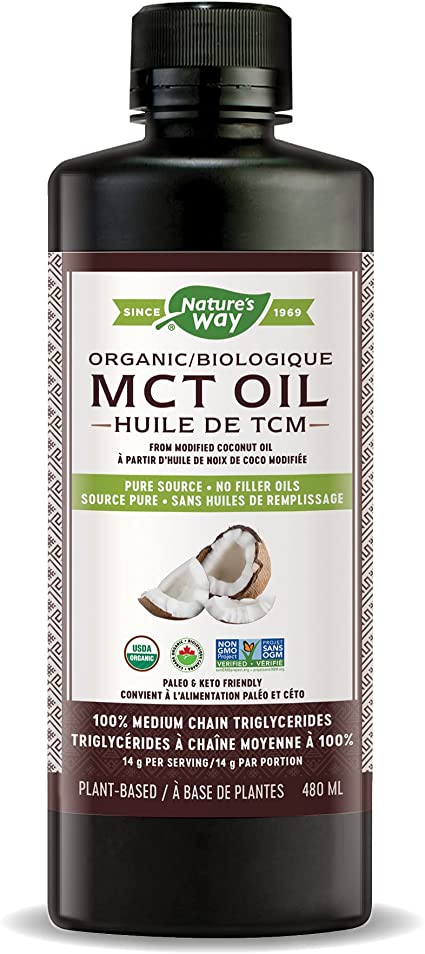 SINCE Nature's Way® 1969
ORGANIC/BIOLOGIQUE
MCT OIL
HUILE DE TCM
FROM MODIFIED COCONUT OIL
À PARTIR D'HUILE DE NOIX DE COCO MODIFIÉE
PURE SOURCE • NO FILLER OILS
SOURCE PURE • SANS HUILES DE REMPLISSAGE
USDA
ORGANIC
NON
GMO
Project
VERIFIED
PROJET
SANS
OGM
VÉRIFIÉ
PALEO & KETO FRIENDLY
CONVIENT À L'ALIMENTATION PALÉO ET CÉTO
100% MEDIUM CHAIN TRIGLYCERIDES
TRIGLYCÉRIDES À CHAÎNE MOYENNE À 100%
14 g PER SERVING/14 g PAR PORTION
PLANT-BASED / À BASE DE PLANTES 480 ML